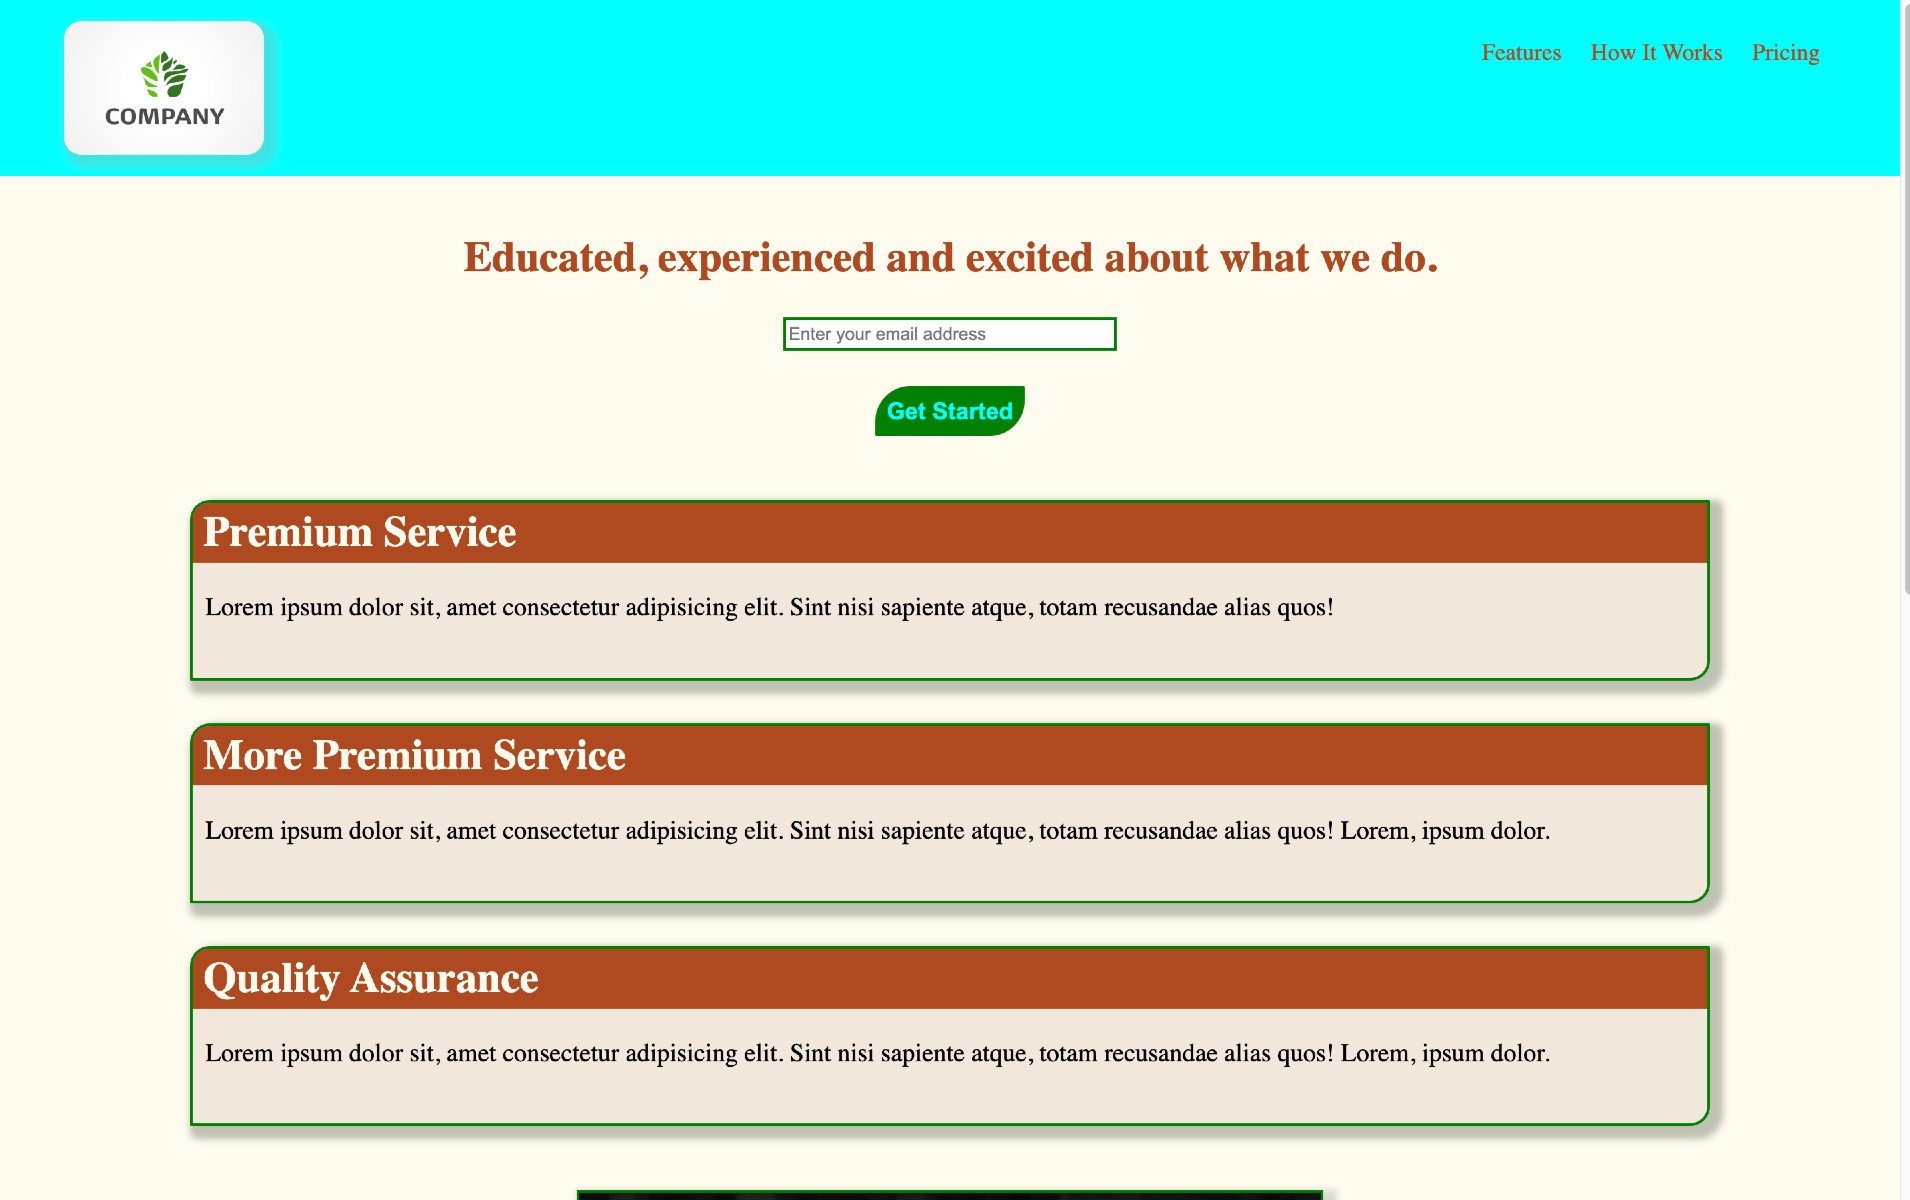 COMPANY
Features How It Works Pricing
Educated, experienced and excited about what we do.
Enter your email address
Get Started
Premium Service
Lorem ipsum dolor sit, amet consectetur adipisicing elit. Sint nisi sapiente atque, totam recusandae alias quos!
More Premium Service
Lorem ipsum dolor sit, amet consectetur adipisicing elit. Sint nisi sapiente atque, totam recusandae alias quos! Lorem, ipsum dolor.
Quality Assurance
Lorem ipsum dolor sit, amet consectetur adipisicing elit. Sint nisi sapiente atque, totam recusandae alias quos! Lorem, ipsum dolor.